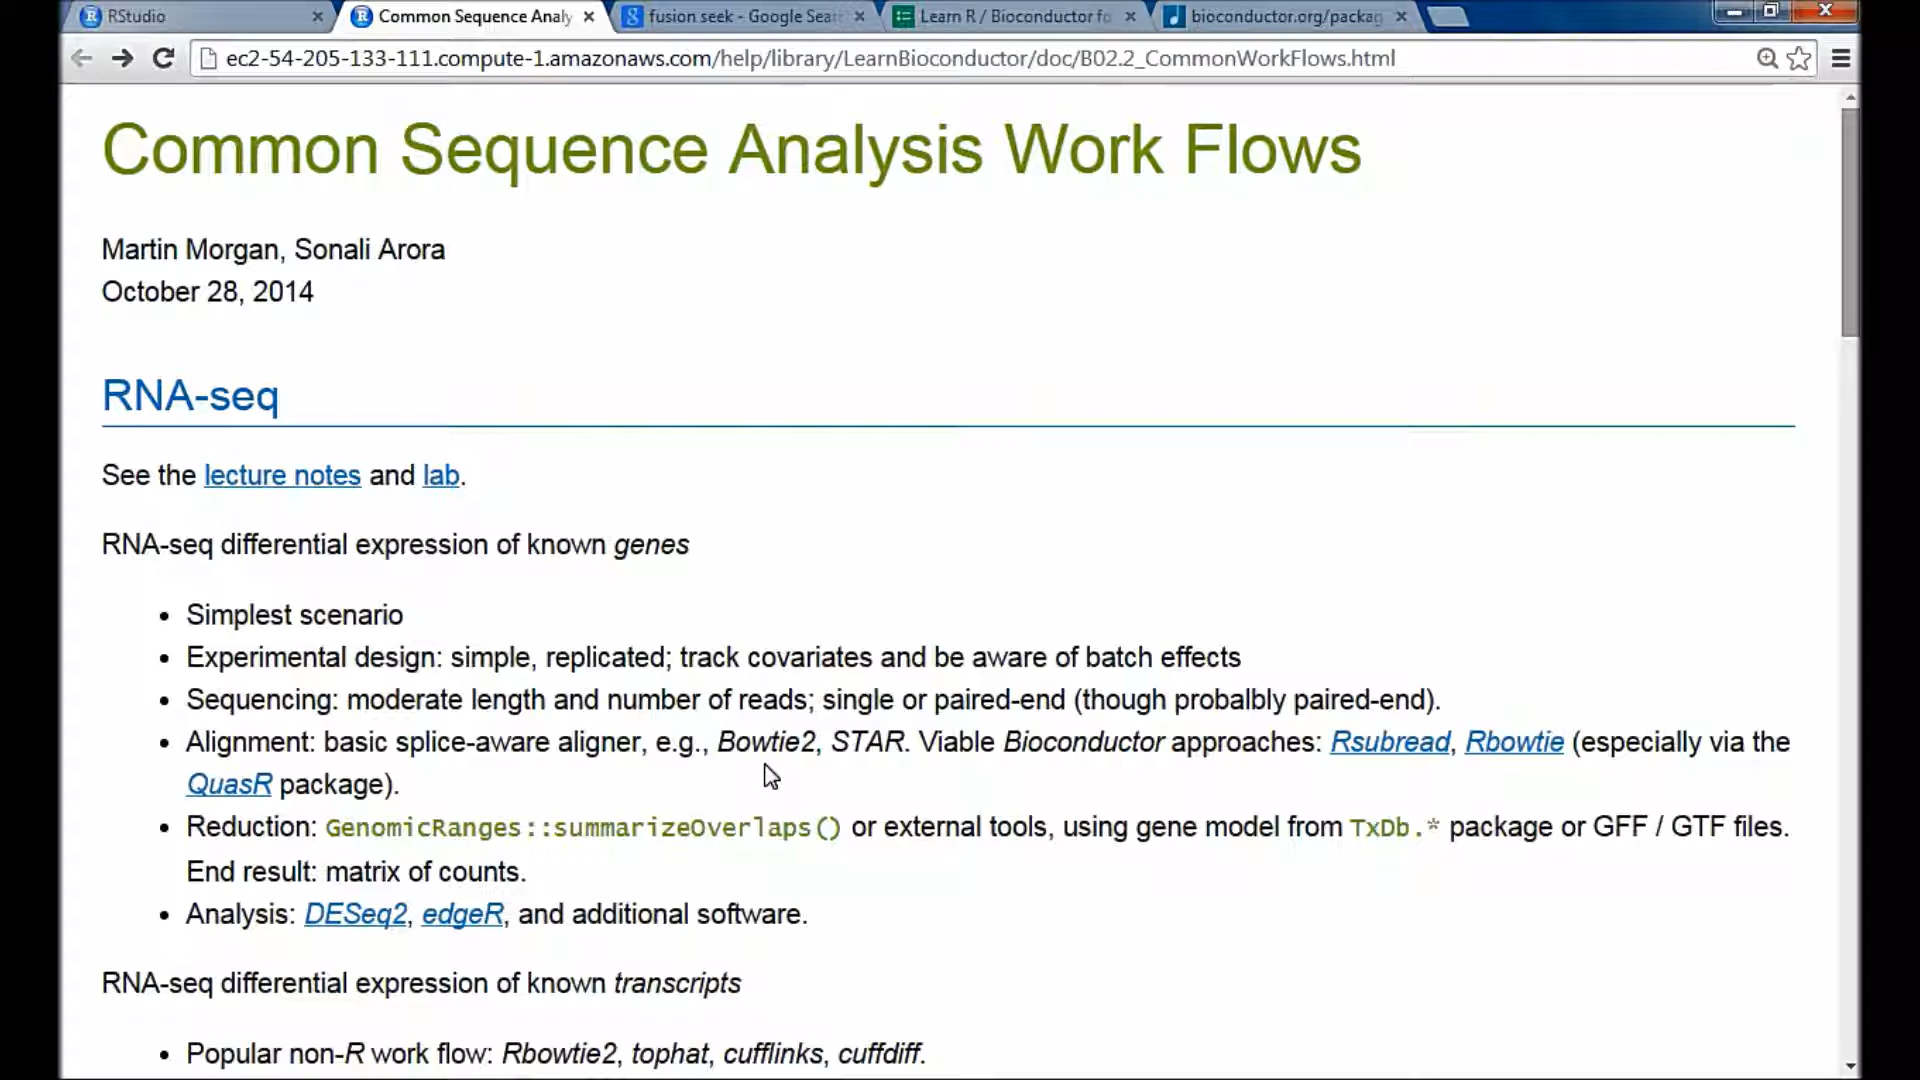 RStudio
Common Sequence Analy
fusion seek - Google Sear
Learn R / Bioconductor fo
bioconductor.org/packag
ec2-54-205-133-111.compute-1.amazonaws.com/help/library/LearnBioconductor/doc/B02.2_CommonWorkFlows.html
Common Sequence Analysis Work Flows
Martin Morgan, Sonali Arora
October 28, 2014
RNA-seq
See the lecture notes and lab.
RNA-seq differential expression of known genes
• Simplest scenario
• Experimental design: simple, replicated; track covariates and be aware of batch effects
• Sequencing: moderate length and number of reads; single or paired-end (though probalbly paired-end).
• Alignment: basic splice-aware aligner, e.g., Bowtie2, STAR. Viable Bioconductor approaches: Rsubread, Rbowtie (especially via the
QuasR package).
• Reduction: GenomicRanges::summarizeOverlaps() or external tools, using gene model from TxDb.* package or GFF / GTF files.
End result: matrix of counts.
• Analysis: DESeq2, edgeR, and additional software.
RNA-seq differential expression of known transcripts
• Popular non-R work flow: Rbowtie2, tophat, cufflinks, cuffdiff.